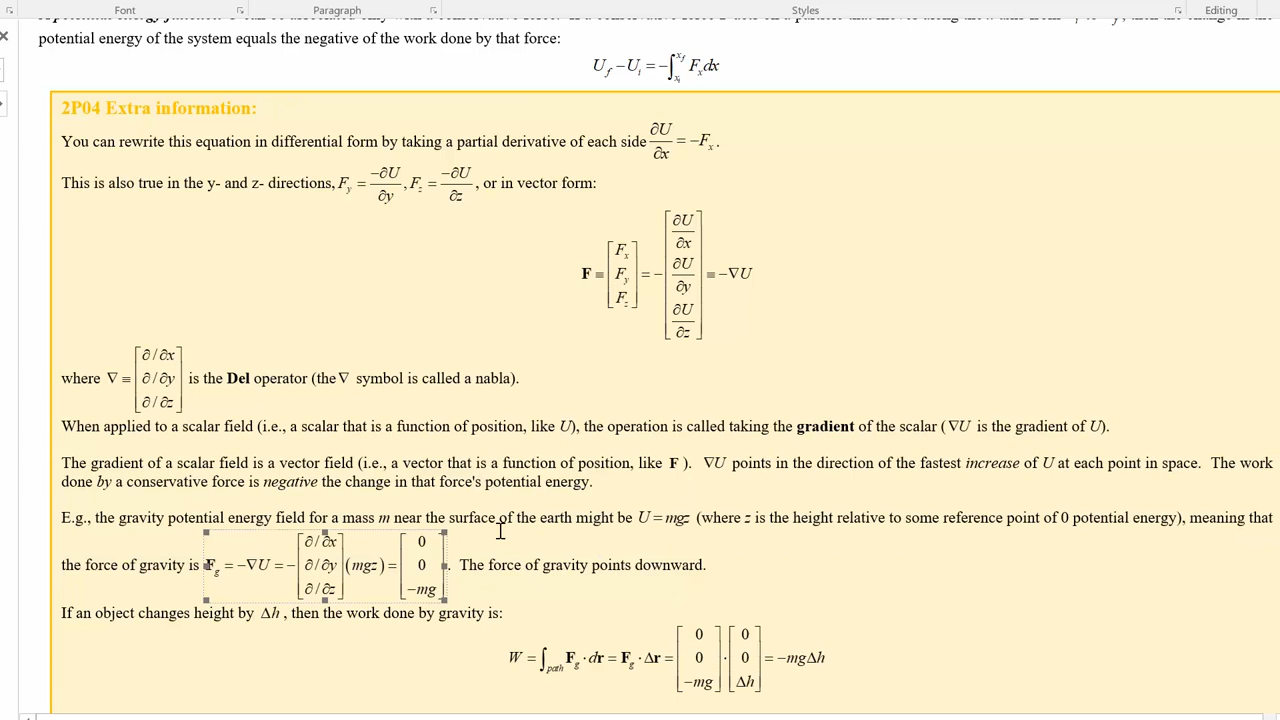 Font Paragraph Styles Editing
potential energy of the system equals the negative of the work done by that force:
U_f − U_i = −∫_{x_i}^{x_f} F_x dx
2P04 Extra information:
You can rewrite this equation in differential form by taking a partial derivative of each side ∂U/∂x = −F_x.
This is also true in the y- and z- directions, F_y = −∂U/∂y, F_z = −∂U/∂z, or in vector form:
F ≡ [F_x F_y F_z] = −[∂U/∂x ∂U/∂y ∂U/∂z] ≡ −∇U
where ∇ ≡ [∂/∂x ∂/∂y ∂/∂z] is the Del operator (the ∇ symbol is called a nabla).
When applied to a scalar field (i.e., a scalar that is a function of position, like U), the operation is called taking the gradient of the scalar (∇U is the gradient of U).
The gradient of a scalar field is a vector field (i.e., a vector that is a function of position, like F ). ∇U points in the direction of the fastest increase of U at each point in space. The work
done by a conservative force is negative the change in that force's potential energy.
E.g., the gravity potential energy field for a mass m near the surface of the earth might be U = mgz (where z is the height relative to some reference point of 0 potential energy), meaning that
the force of gravity is F_g = −∇U = −[∂/∂x ∂/∂y ∂/∂z](mgz) = [0 0 −mg]. The force of gravity points downward.
If an object changes height by Δh, then the work done by gravity is:
W = ∫_path F_g · dr = F_g · Δr = [0 0 −mg] · [0 0 Δh] = −mgΔh